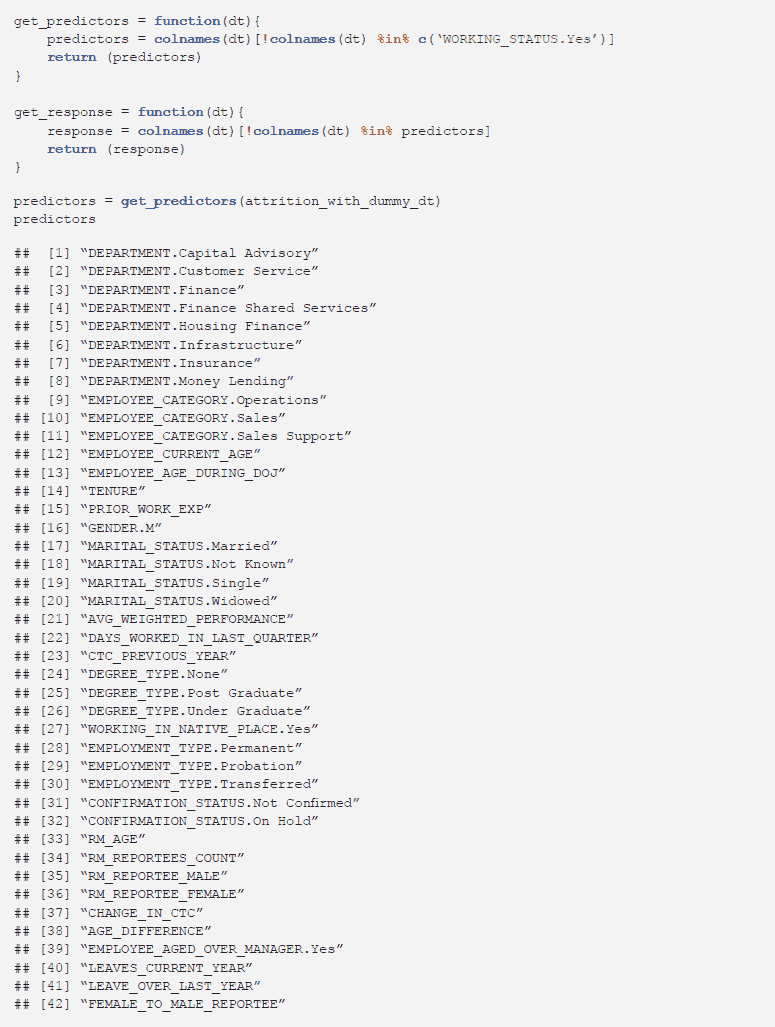 get_predictors = function(dt){
    predictors = colnames(dt)[!colnames(dt) %in% c(‘WORKING_STATUS.Yes’)]
    return (predictors)
}

get_response = function(dt){
    response = colnames(dt)[!colnames(dt) %in% predictors]
    return (response)
}

predictors = get_predictors(attrition_with_dummy_dt)
predictors

##  [1] “DEPARTMENT.Capital Advisory”
##  [2] “DEPARTMENT.Customer Service”
##  [3] “DEPARTMENT.Finance”
##  [4] “DEPARTMENT.Finance Shared Services”
##  [5] “DEPARTMENT.Housing Finance”
##  [6] “DEPARTMENT.Infrastructure”
##  [7] “DEPARTMENT.Insurance”
##  [8] “DEPARTMENT.Money Lending”
##  [9] “EMPLOYEE_CATEGORY.Operations”
## [10] “EMPLOYEE_CATEGORY.Sales”
## [11] “EMPLOYEE_CATEGORY.Sales Support”
## [12] “EMPLOYEE_CURRENT_AGE”
## [13] “EMPLOYEE_AGE_DURING_DOJ”
## [14] “TENURE”
## [15] “PRIOR_WORK_EXP”
## [16] “GENDER.M”
## [17] “MARITAL_STATUS.Married”
## [18] “MARITAL_STATUS.Not Known”
## [19] “MARITAL_STATUS.Single”
## [20] “MARITAL_STATUS.Widowed”
## [21] “AVG_WEIGHTED_PERFORMANCE”
## [22] “DAYS_WORKED_IN_LAST_QUARTER”
## [23] “CTC_PREVIOUS_YEAR”
## [24] “DEGREE_TYPE.None”
## [25] “DEGREE_TYPE.Post Graduate”
## [26] “DEGREE_TYPE.Under Graduate”
## [27] “WORKING_IN_NATIVE_PLACE.Yes”
## [28] “EMPLOYMENT_TYPE.Permanent”
## [29] “EMPLOYMENT_TYPE.Probation”
## [30] “EMPLOYMENT_TYPE.Transferred”
## [31] “CONFIRMATION_STATUS.Not Confirmed”
## [32] “CONFIRMATION_STATUS.On Hold”
## [33] “RM_AGE”
## [34] “RM_REPORTEES_COUNT”
## [35] “RM_REPORTEE_MALE”
## [36] “RM_REPORTEE_FEMALE”
## [37] “CHANGE_IN_CTC”
## [38] “AGE_DIFFERENCE”
## [39] “EMPLOYEE_AGED_OVER_MANAGER.Yes”
## [40] “LEAVES_CURRENT_YEAR”
## [41] “LEAVE_OVER_LAST_YEAR”
## [42] “FEMALE_TO_MALE_REPORTEE”